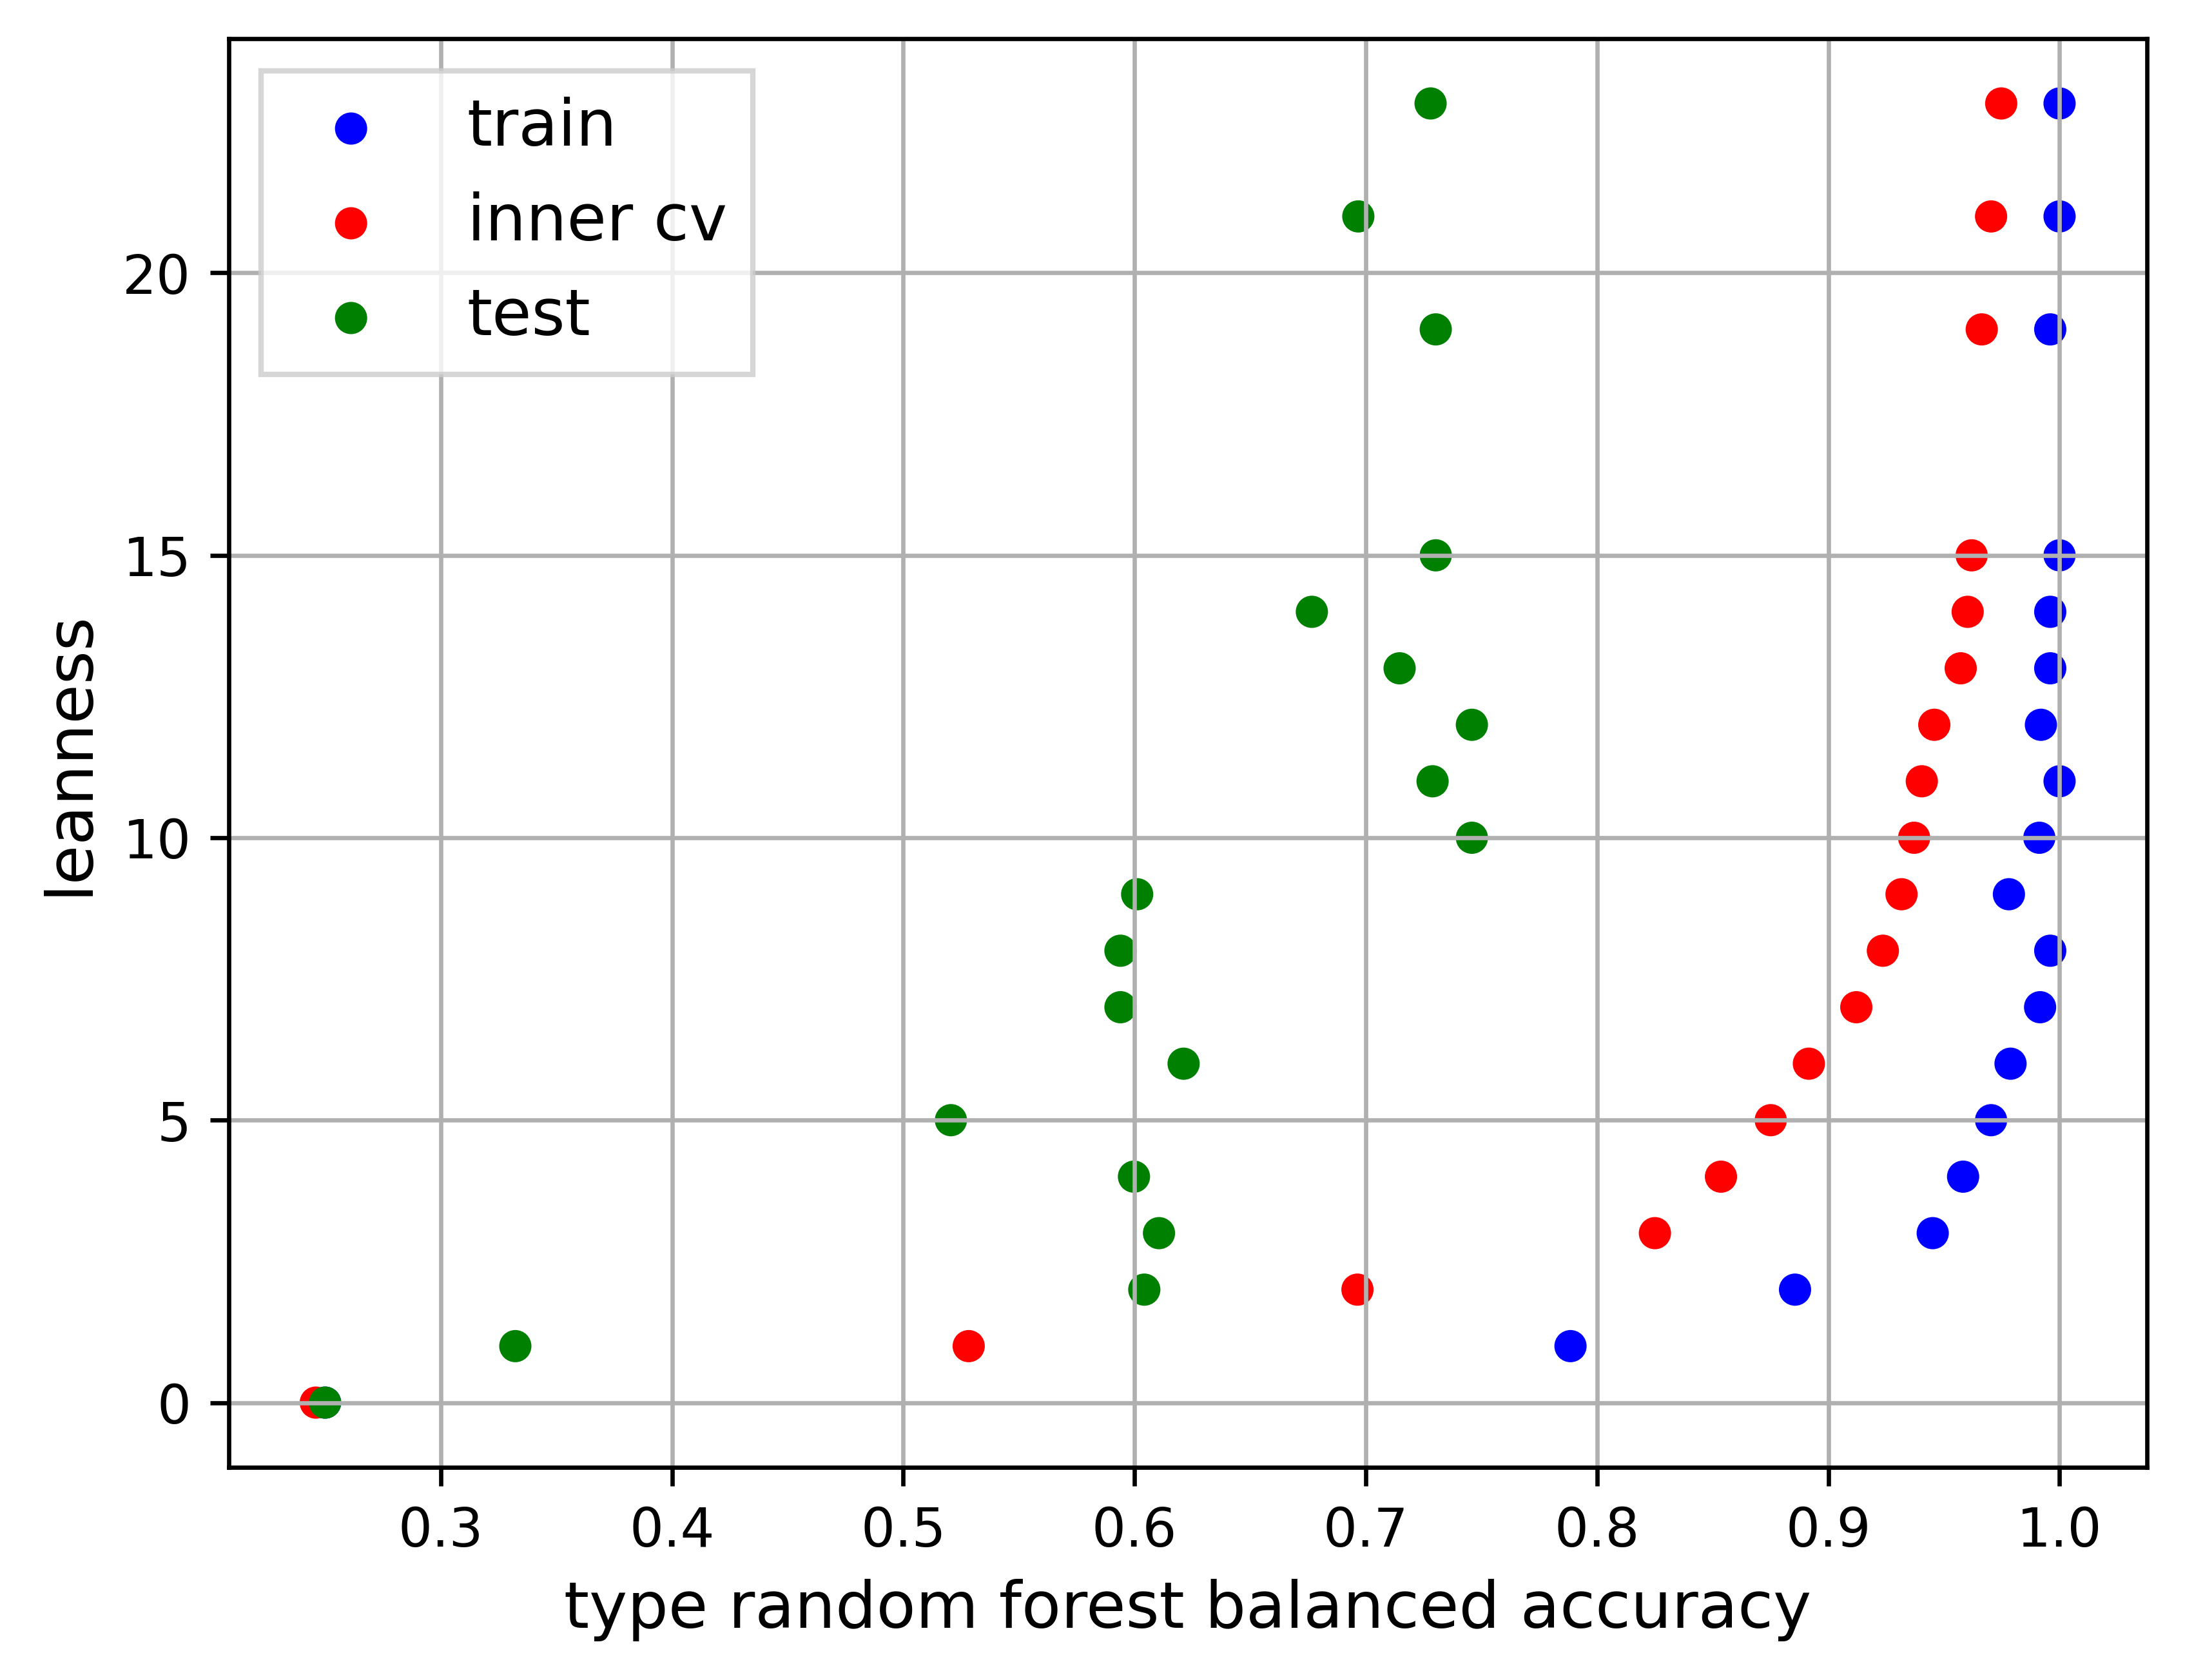 train
inner cv
test
20
15
10
5
0
leanness
0.3 0.4 0.5 0.6 0.7 0.8 0.9 1.0
type random forest balanced accuracy